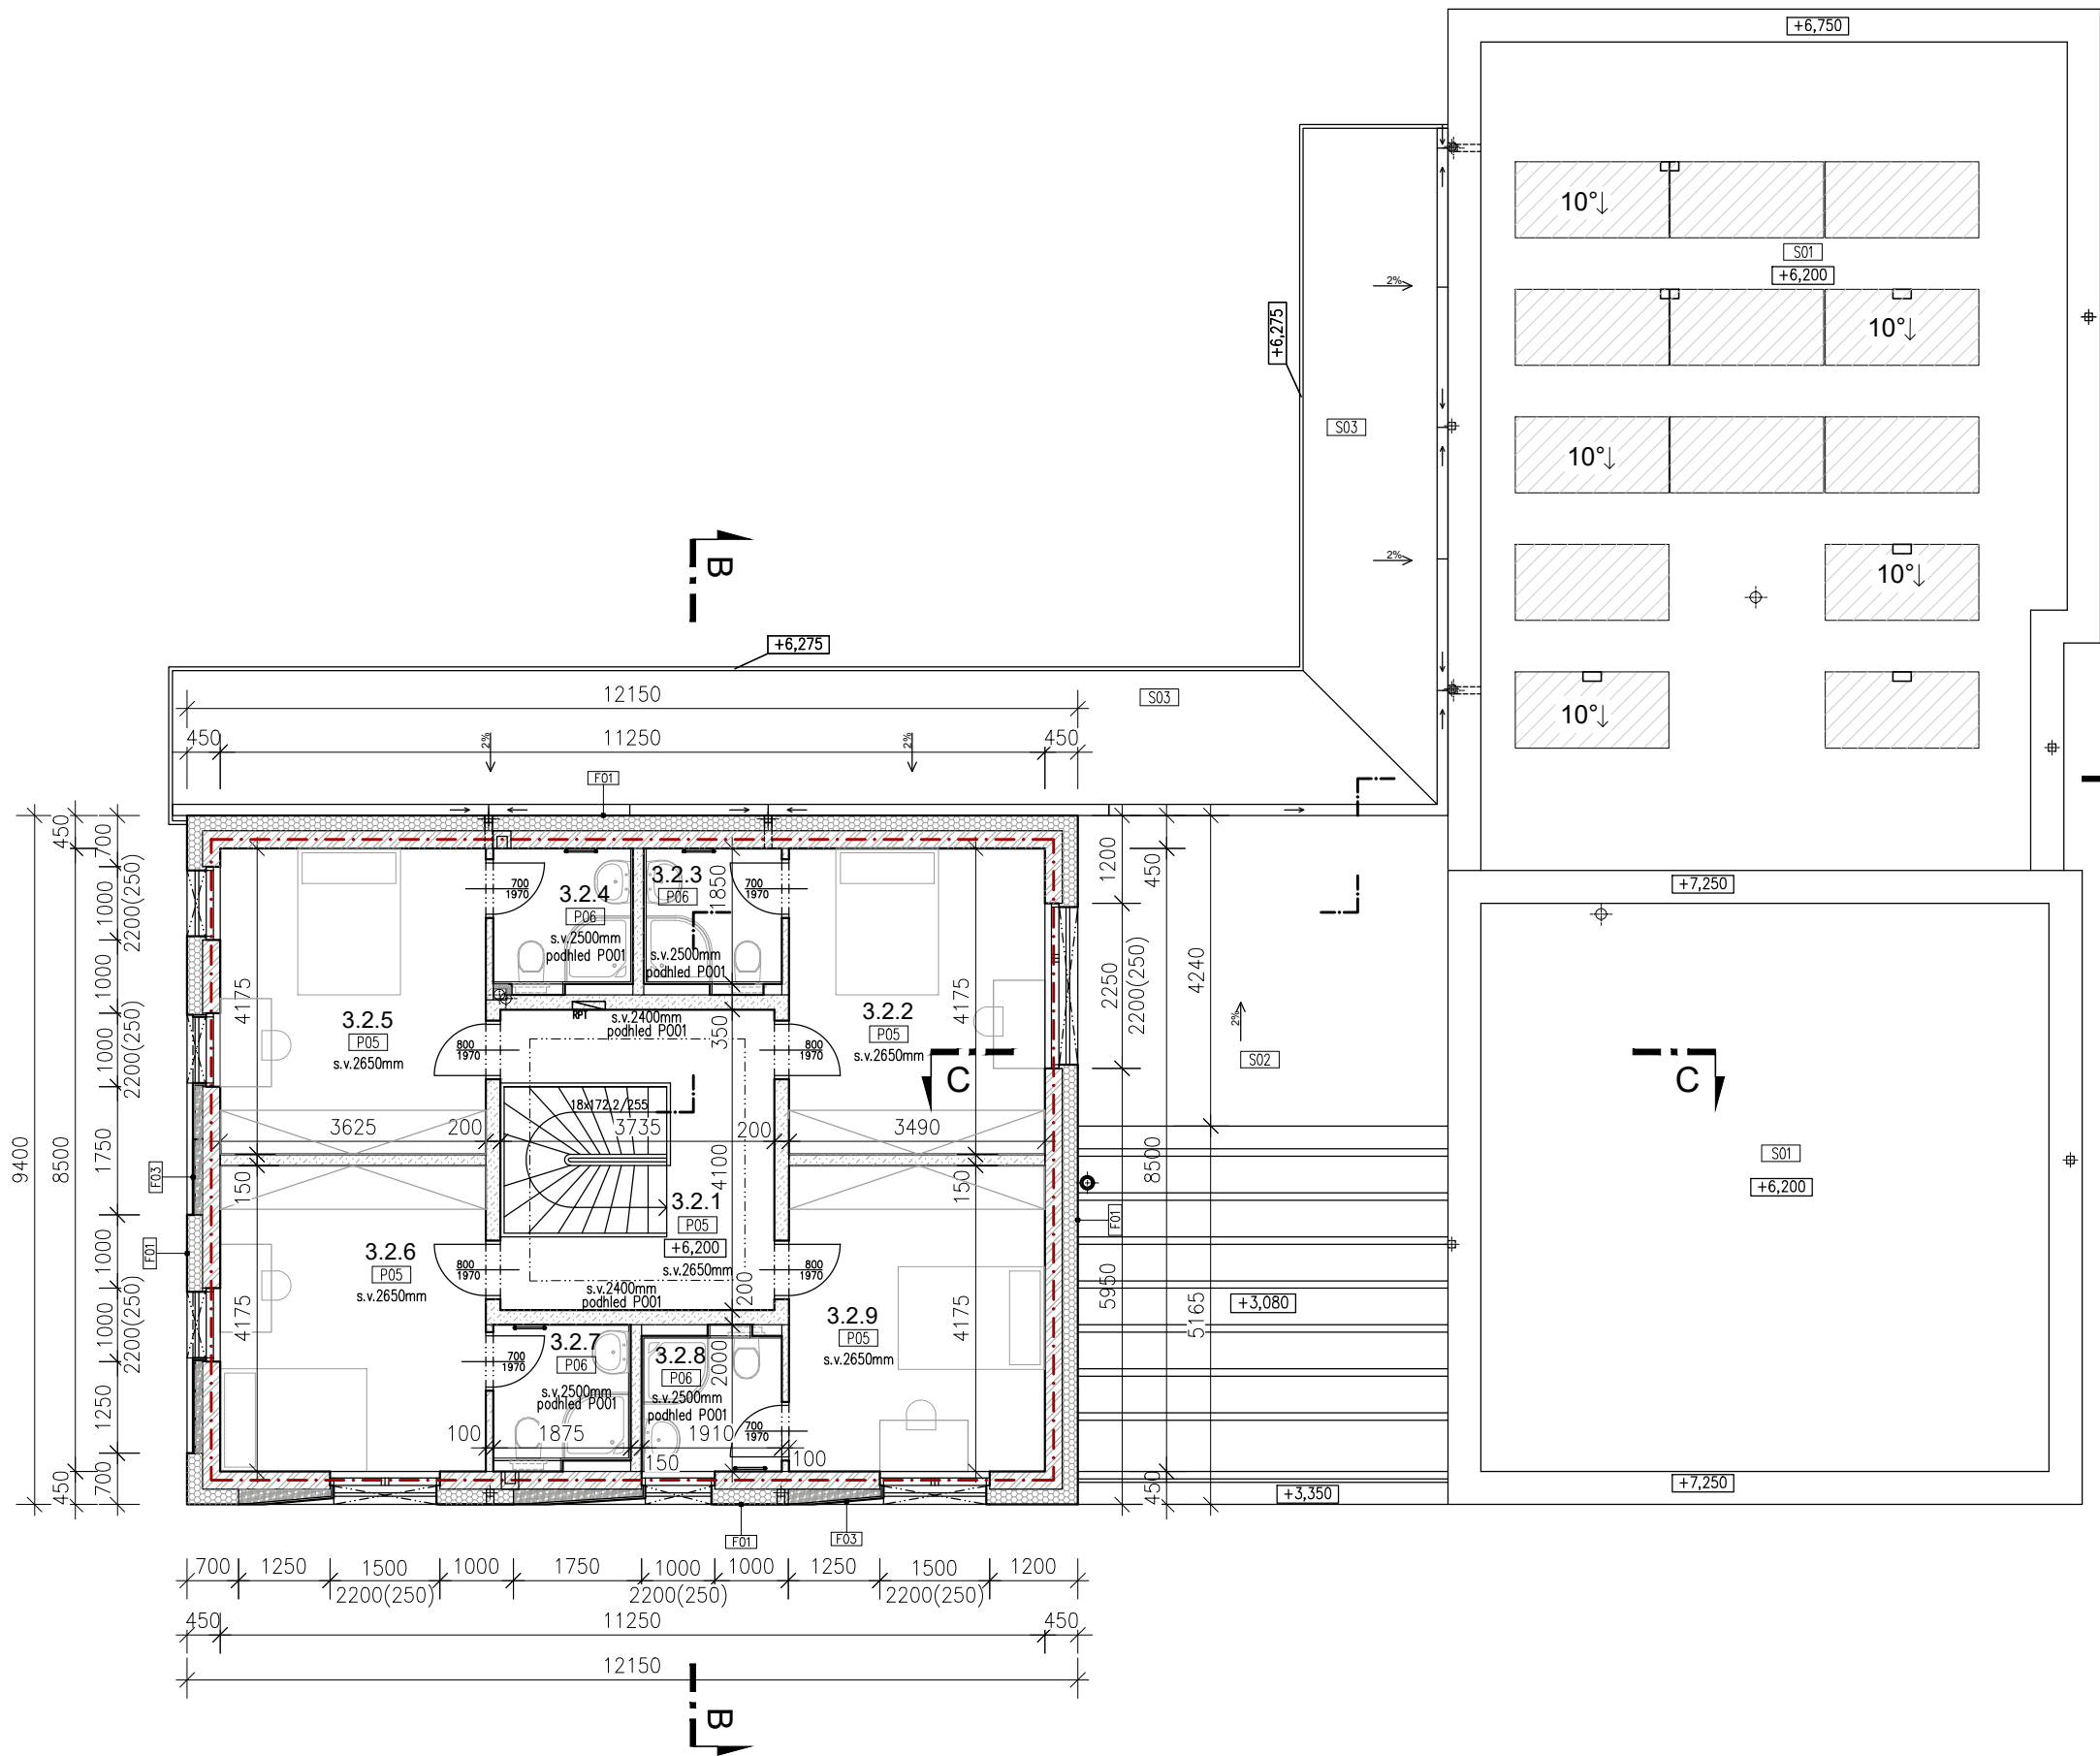 +6,750
10°↓
S01
+6,200
10°↓
+6,275
2%
S03
10°↓
2%
B
10°↓
+6,275
12150
S03
10°↓
450
11250
450
2%
2%
F01
+7,250
9400
8500
450
450
700
1000
2200(250)
1000
1000
2200(250)
1750
1000
1000
2200(250)
1250
700
F03
F01
3.2.4
P06
s.v.2500mm
podhled P001
700
1970
3.2.3
P06
s.v.2500mm
podhled P001
1850
700
1970
4175
3.2.5
P05
s.v.2650mm
RPT
s.v.2400mm
podhled P001
350
3.2.2
P05
s.v.2650mm
4175
800
1970
800
1970
C
18x172,2/255
3625
200
3735
200
3490
150
4100
150
3.2.1
P05
+6,200
s.v.2650mm
3.2.6
P05
s.v.2650mm
800
1970
800
1970
s.v.2400mm
podhled P001
200
3.2.9
P05
s.v.2650mm
4175
4175
3.2.7
P06
s.v.2500mm
podhled P001
700
1970
3.2.8
P06
s.v.2500mm
podhled P001
2000
700
1970
100
1875
1910
150
100
1200
2250
2200(250)
5950
450
8500
450
4240
5165
2%
S02
C
F01
S01
+6,200
+3,080
+3,350
+7,250
F01
F03
700
1250
1500
2200(250)
1000
1750
1000
2200(250)
1000
1250
1500
2200(250)
1200
450
11250
450
12150
B